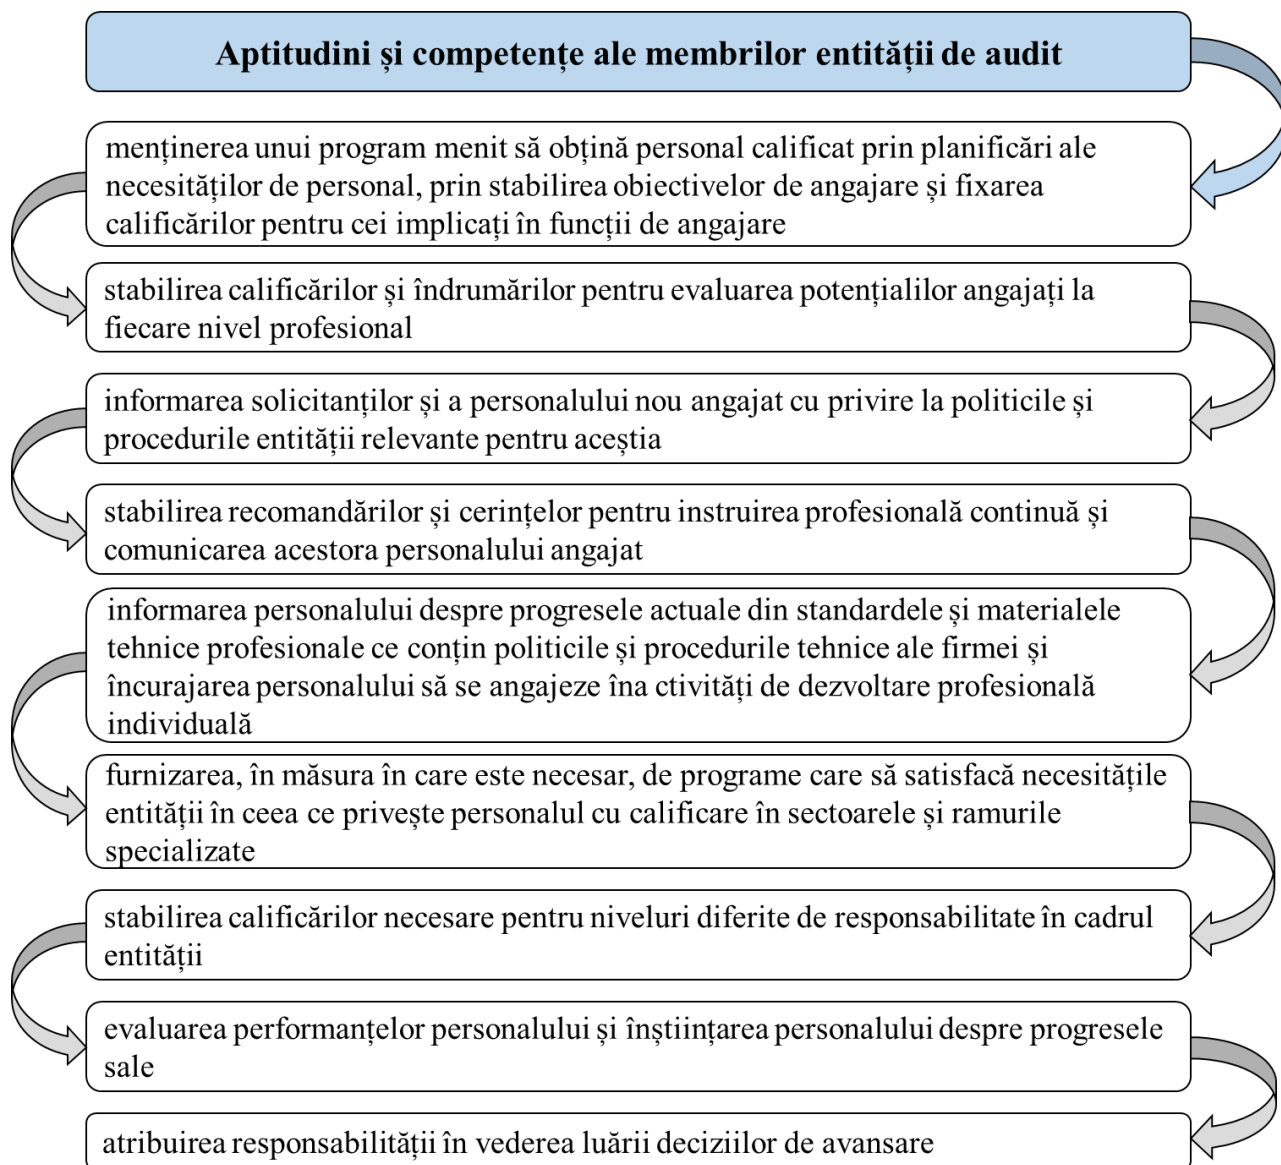 Aptitudini și competențe ale membrilor entității de audit
menținerea unui program menit să obțină personal calificat prin planificări ale
necesităților de personal, prin stabilirea obiectivelor de angajare și fixarea
calificărilor pentru cei implicați în funcții de angajare
stabilirea calificărilor și îndrumărilor pentru evaluarea potențialilor angajați la
fiecare nivel profesional
informarea solicitanților și a personalului nou angajat cu privire la politicile și
procedurile entității relevante pentru aceștia
stabilirea recomandărilor și cerințelor pentru instruirea profesională continuă și
comunicarea acestora personalului angajat
informarea personalului despre progresele actuale din standardele și materialele
tehnice profesionale ce conțin politicile și procedurile tehnice ale firmei și
încurajarea personalului să se angajeze îna ctivități de dezvoltare profesională
individuală
furnizarea, în măsura în care este necesar, de programe care să satisfacă necesitățile
entității în ceea ce privește personalul cu calificare în sectoarele și ramurile
specializate
stabilirea calificărilor necesare pentru niveluri diferite de responsabilitate în cadrul
entității
evaluarea performanțelor personalului și înștiințarea personalului despre progresele
sale
atribuirea responsabilității în vederea luării deciziilor de avansare